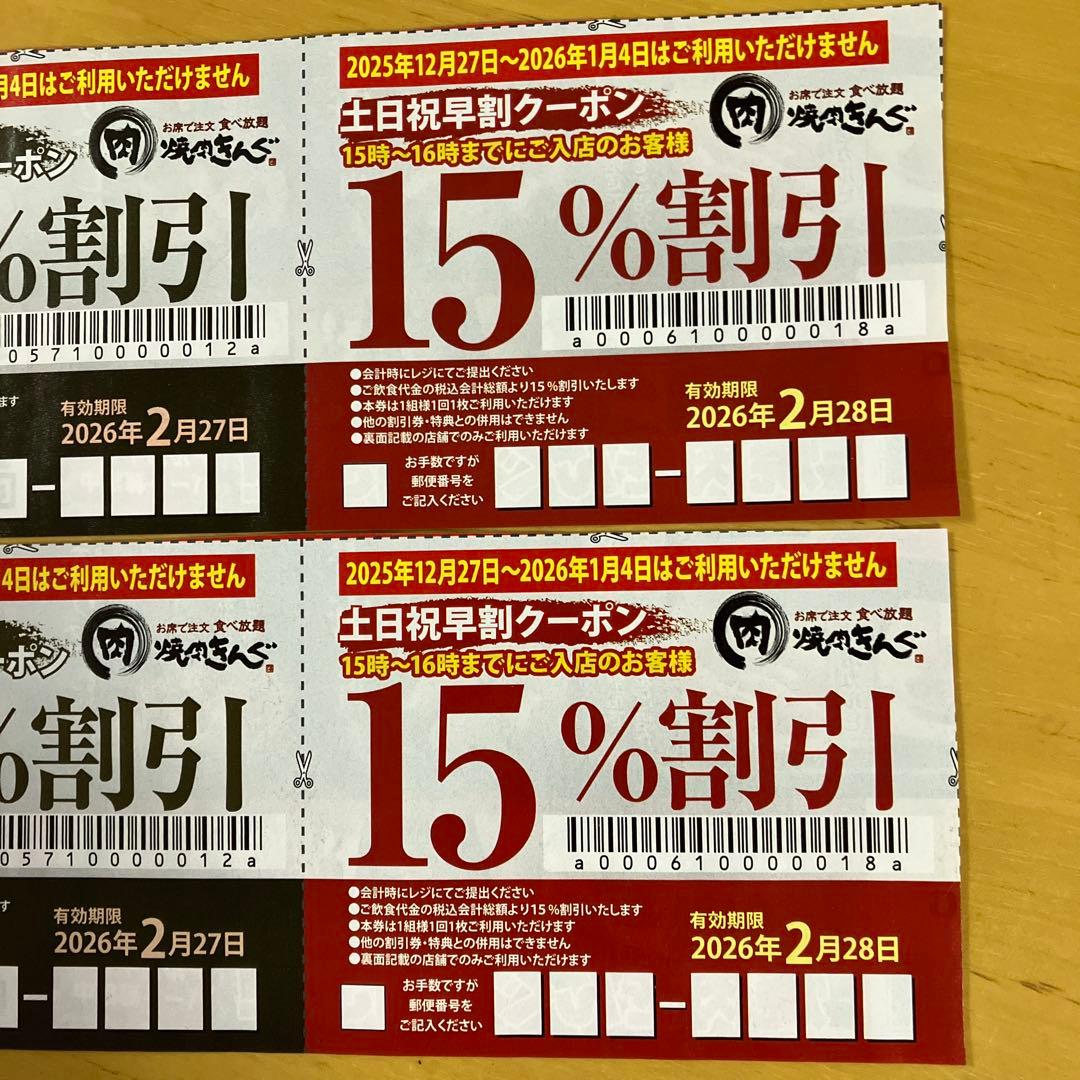 4日はご利用いただけません
お席で注文 食べ放題
焼肉きんぐ
肉
ーポン
%割引
0571000012a
有効期限
2026年2月27日
2025年12月27日〜2026年1月4日はご利用いただけません
土日祝早割クーポン
15時〜16時までにご入店のお客様
肉
お席で注文 食べ放題
焼肉きんぐ
15%割引
a00061000018a
●会計時にレジにてご提出ください
●ご飲食代金の税込会計総額より15%割引いたします
●本券は1組様1回1枚ご利用いただけます
●他の割引券・特典との併用はできません
●裏面記載の店舗でのみご利用いただけます
有効期限
2026年2月28日
お手数ですが
郵便番号を
ご記入ください
4日はご利用いただけません
お席で注文 食べ放題
焼肉きんぐ
肉
ーポン
%割引
0571000012a
有効期限
2026年2月27日
2025年12月27日〜2026年1月4日はご利用いただけません
土日祝早割クーポン
15時〜16時までにご入店のお客様
肉
お席で注文 食べ放題
焼肉きんぐ
15%割引
a00061000018a
●会計時にレジにてご提出ください
●ご飲食代金の税込会計総額より15%割引いたします
●本券は1組様1回1枚ご利用いただけます
●他の割引券・特典との併用はできません
●裏面記載の店舗でのみご利用いただけます
有効期限
2026年2月28日
お手数ですが
郵便番号を
ご記入ください